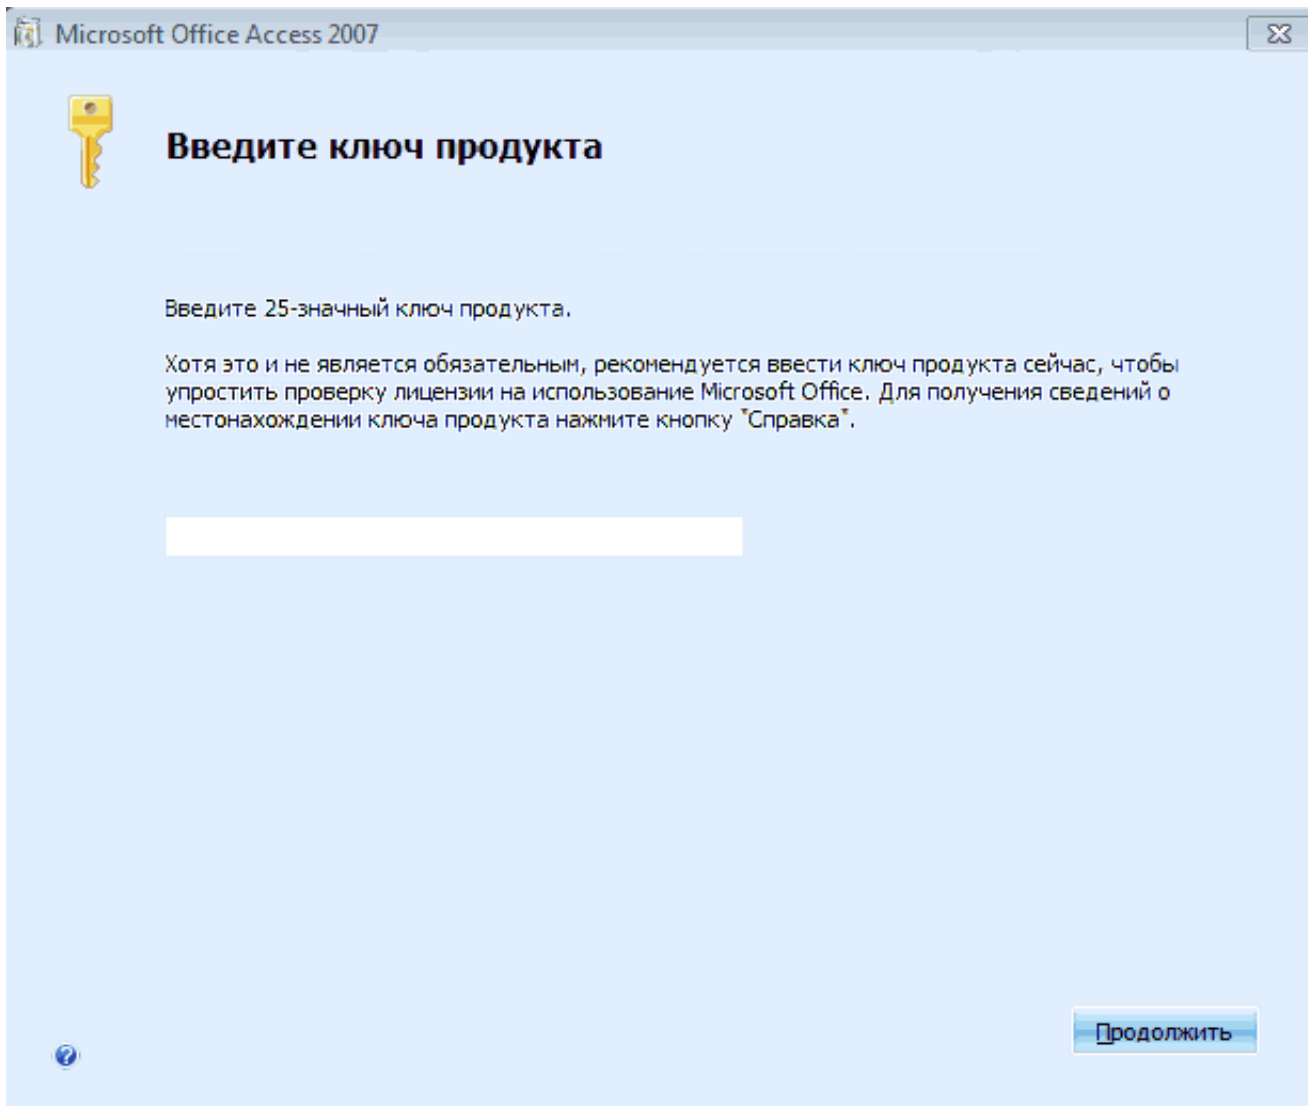 Microsoft Office Access 2007
Введите ключ продукта
Введите 25-значный ключ продукта.
Хотя это и не является обязательным, рекомендуется ввести ключ продукта сейчас, чтобы
упростить проверку лицензии на использование Microsoft Office. Для получения сведений о
местонахождении ключа продукта нажмите кнопку "Справка".
Продолжить